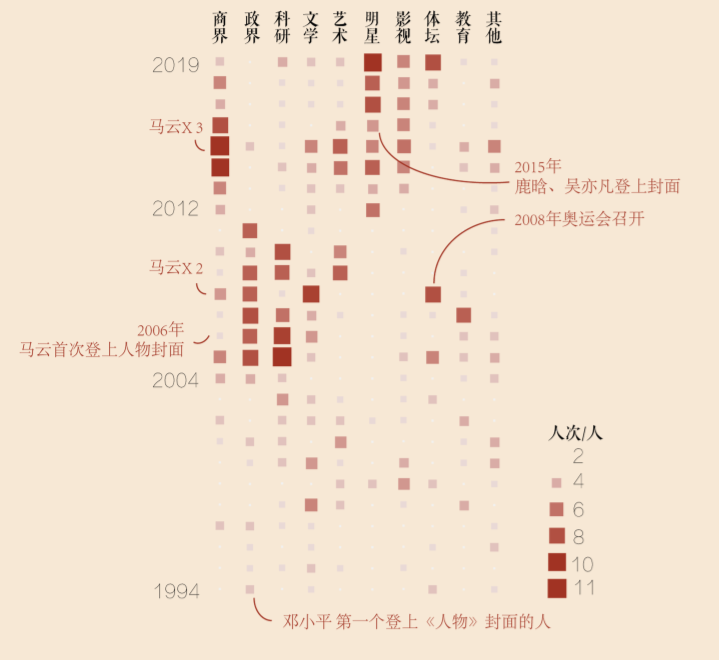 商界 政界 科研 文学 艺术 明星 影视 体坛 教育 其他
2019
马云X 3
2015年
鹿晗、吴亦凡登上封面
2012
2008年奥运会召开
马云X 2
2006年
马云首次登上人物封面
2004
人次/人
2
4
6
8
10
11
1994
邓小平 第一个登上《人物》封面的人